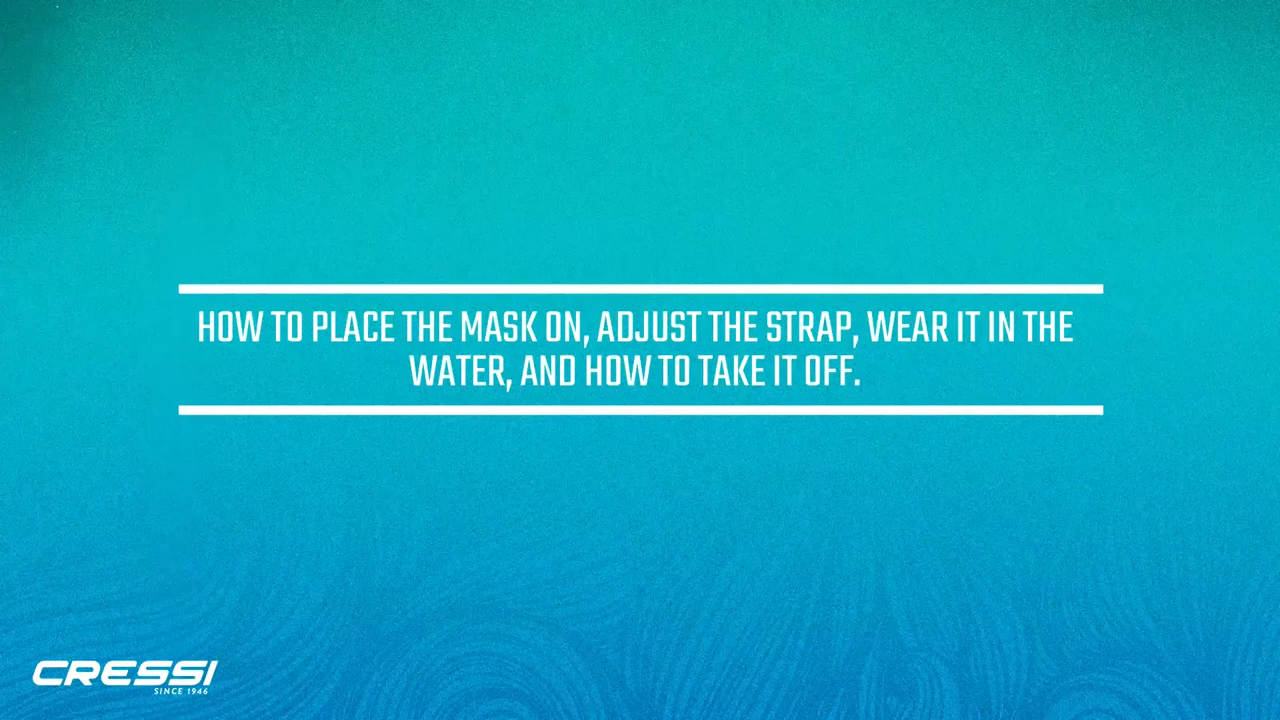 HOW TO PLACE THE MASK ON, ADJUST THE STRAP, WEAR IT IN THE
WATER, AND HOW TO TAKE IT OFF.
CRESSI
SINCE 1946